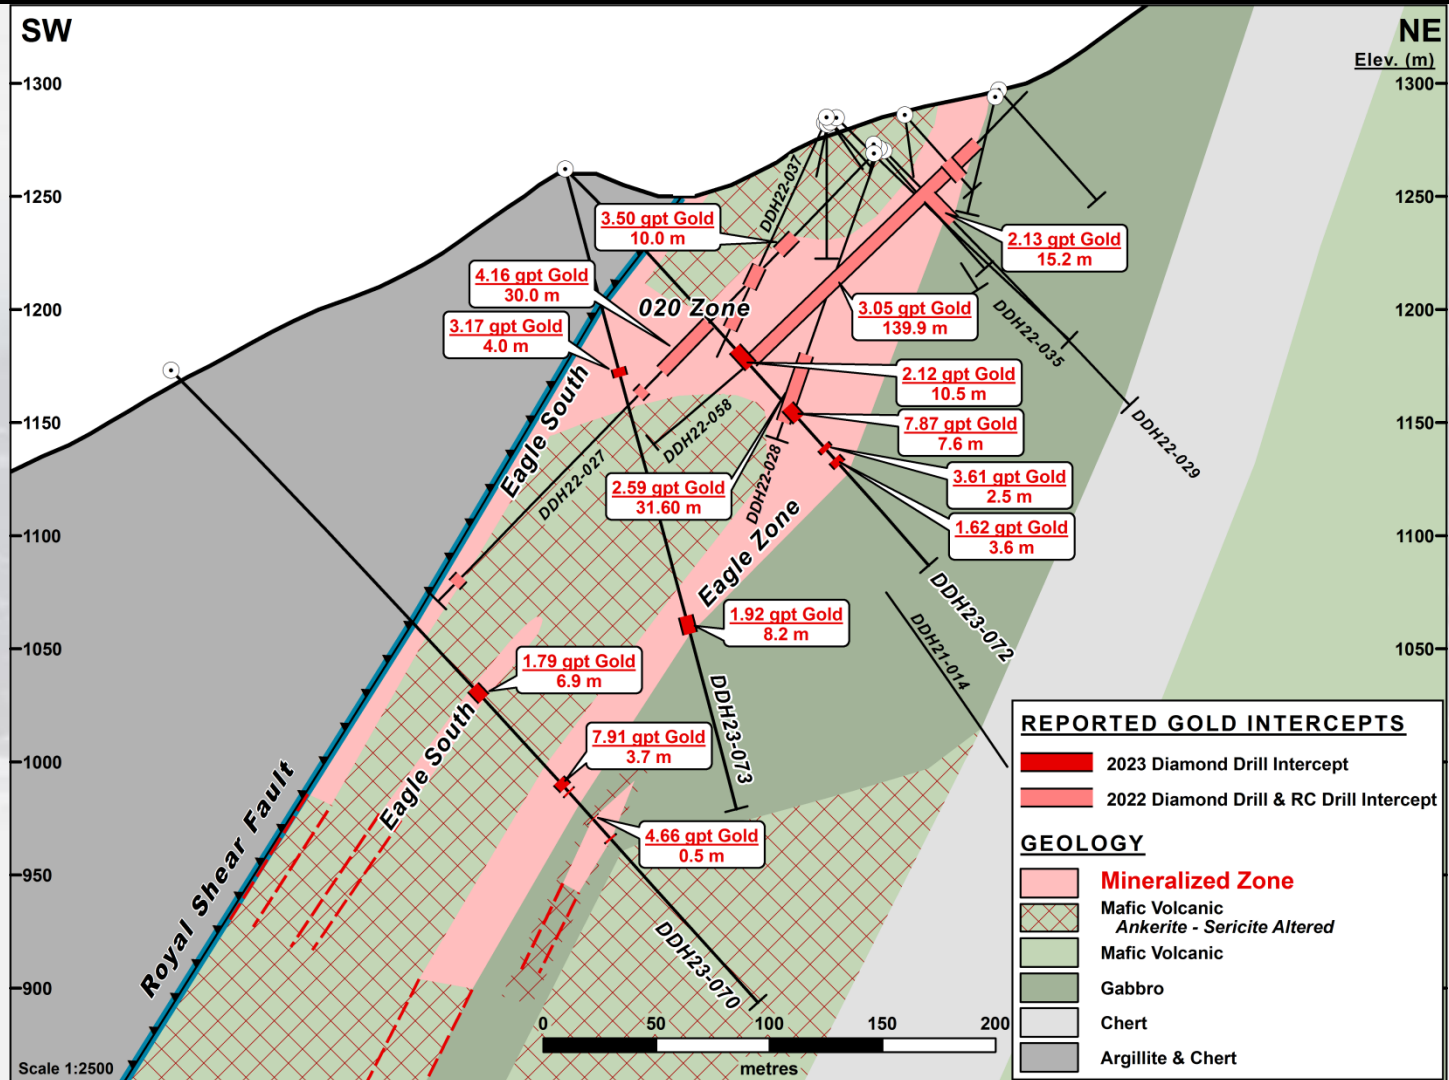 SW
NE
Elev. (m)
1300
1300
1250
1250
1200
1200
1150
1150
1100
1100
1050
1050
1000
950
900
DDH22-037
3.50 gpt Gold
10.0 m
2.13 gpt Gold
15.2 m
4.16 gpt Gold
30.0 m
020 Zone
3.05 gpt Gold
139.9 m
3.17 gpt Gold
4.0 m
DDH22-035
2.12 gpt Gold
10.5 m
Eagle South
DDH22-058
7.87 gpt Gold
7.6 m
DDH22-029
DDH22-027
2.59 gpt Gold
31.60 m
DDH22-028
3.61 gpt Gold
2.5 m
1.62 gpt Gold
3.6 m
Eagle Zone
DDH23-072
1.92 gpt Gold
8.2 m
DDH21-014
1.79 gpt Gold
6.9 m
DDH23-073
Eagle South
7.91 gpt Gold
3.7 m
4.66 gpt Gold
0.5 m
Royal Shear Fault
DDH23-070
REPORTED GOLD INTERCEPTS
2023 Diamond Drill Intercept
2022 Diamond Drill & RC Drill Intercept
GEOLOGY
Mineralized Zone
Mafic Volcanic
Ankerite - Sericite Altered
Mafic Volcanic
Gabbro
Chert
Argillite & Chert
0 50 100 150 200
metres
Scale 1:2500